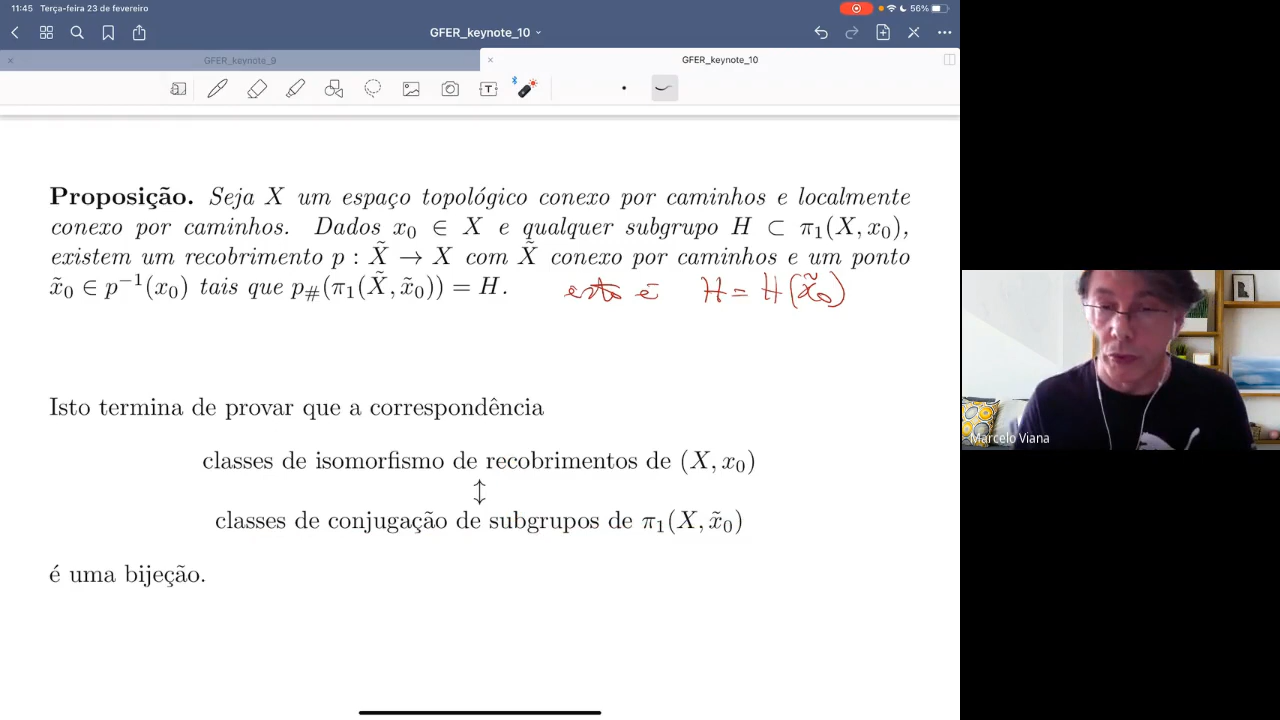 11:45 Terça-feira 23 de fevereiro
56%
GFER_keynote_10
GFER_keynote_9
GFER_keynote_10
T
Proposição. Seja X um espaço topológico conexo por caminhos e localmente
conexo por caminhos. Dados x₀ ∈ X e qualquer subgrupo H ⊂ π₁(X, x₀),
existem um recobrimento p : X̃ → X com X̃ conexo por caminhos e um ponto
x̃₀ ∈ p⁻¹(x₀) tais que p#(π₁(X̃, x̃₀)) = H. isto é H = H(x̃₀)
Isto termina de provar que a correspondência
classes de isomorfismo de recobrimentos de (X, x₀)
↕
classes de conjugação de subgrupos de π₁(X, x̃₀)
é uma bijeção.
Marcelo Viana